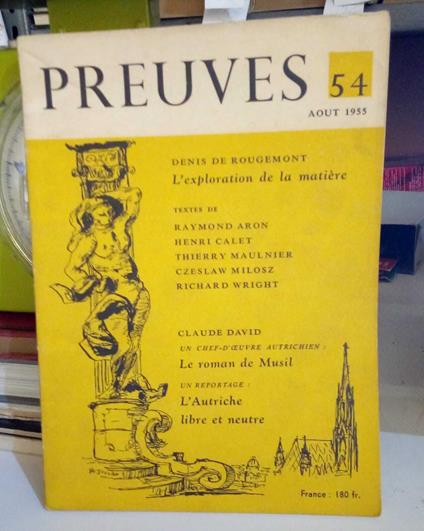 PREUVES 54
AOUT 1955
DENIS DE ROUGEMONT
L'exploration de la matière
TEXTES DE
RAYMOND ARON
HENRI CALET
THIERRY MAULNIER
CZESLAW MILOSZ
RICHARD WRIGHT
CLAUDE DAVID
UN CHEF-D'ŒUVRE AUTRICHIEN :
Le roman de Musil
UN REPORTAGE :
L'Autriche
libre et neutre
France : 180 fr.